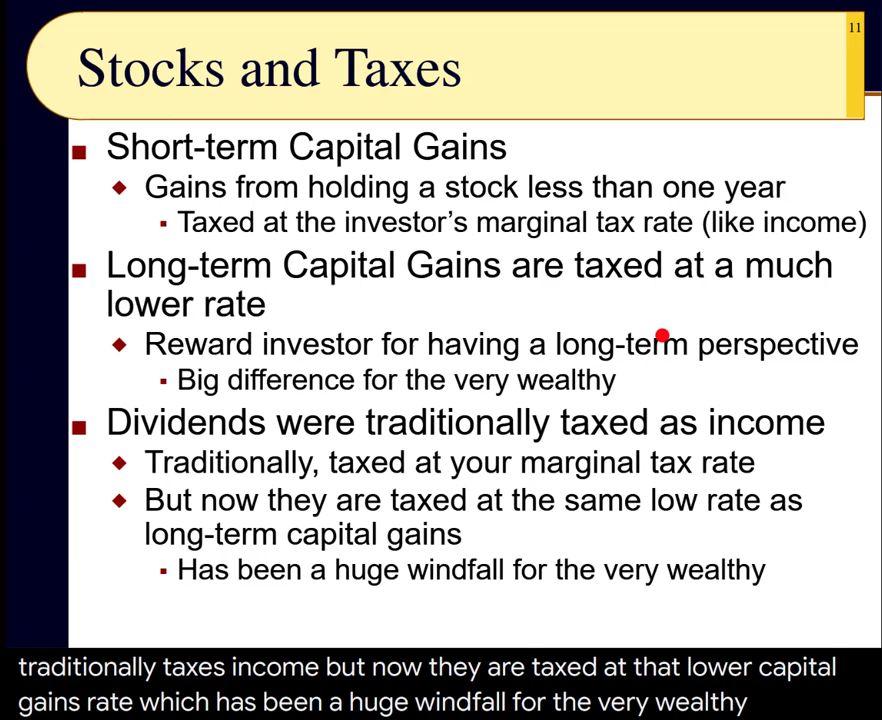 11
Stocks and Taxes
Short-term Capital Gains
Gains from holding a stock less than one year
Taxed at the investor’s marginal tax rate (like income)
Long-term Capital Gains are taxed at a much
lower rate
Reward investor for having a long-term perspective
Big difference for the very wealthy
Dividends were traditionally taxed as income
Traditionally, taxed at your marginal tax rate
But now they are taxed at the same low rate as
long-term capital gains
Has been a huge windfall for the very wealthy
traditionally taxes income but now they are taxed at that lower capital
gains rate which has been a huge windfall for the very wealthy